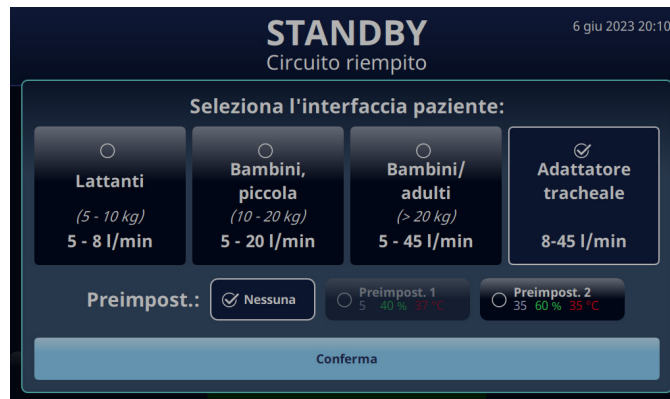 STANDBY
6 giu 2023 20:10
Circuito riempito
Seleziona l'interfaccia paziente:
Lattanti
(5 - 10 kg)
5 - 8 l/min
Bambini,
piccola
(10 - 20 kg)
5 - 20 l/min
Bambini/
adulti
(> 20 kg)
5 - 45 l/min
Adattatore
tracheale
8-45 l/min
Preimpost.:
Nessuna
Preimpost. 1
5 40 % 37 °C
Preimpost. 2
35 60 % 35 °C
Conferma